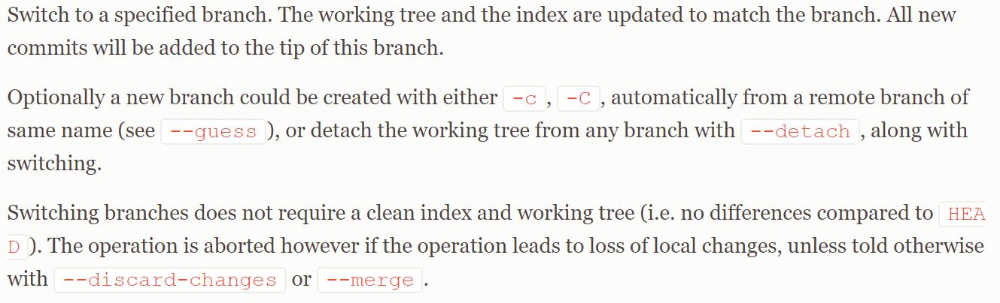 Switch to a specified branch. The working tree and the index are updated to match the branch. All new
commits will be added to the tip of this branch.
Optionally a new branch could be created with either -c, -C, automatically from a remote branch of
same name (see --guess), or detach the working tree from any branch with --detach, along with
switching.
Switching branches does not require a clean index and working tree (i.e. no differences compared to HEA
D). The operation is aborted however if the operation leads to loss of local changes, unless told otherwise
with --discard-changes or --merge.